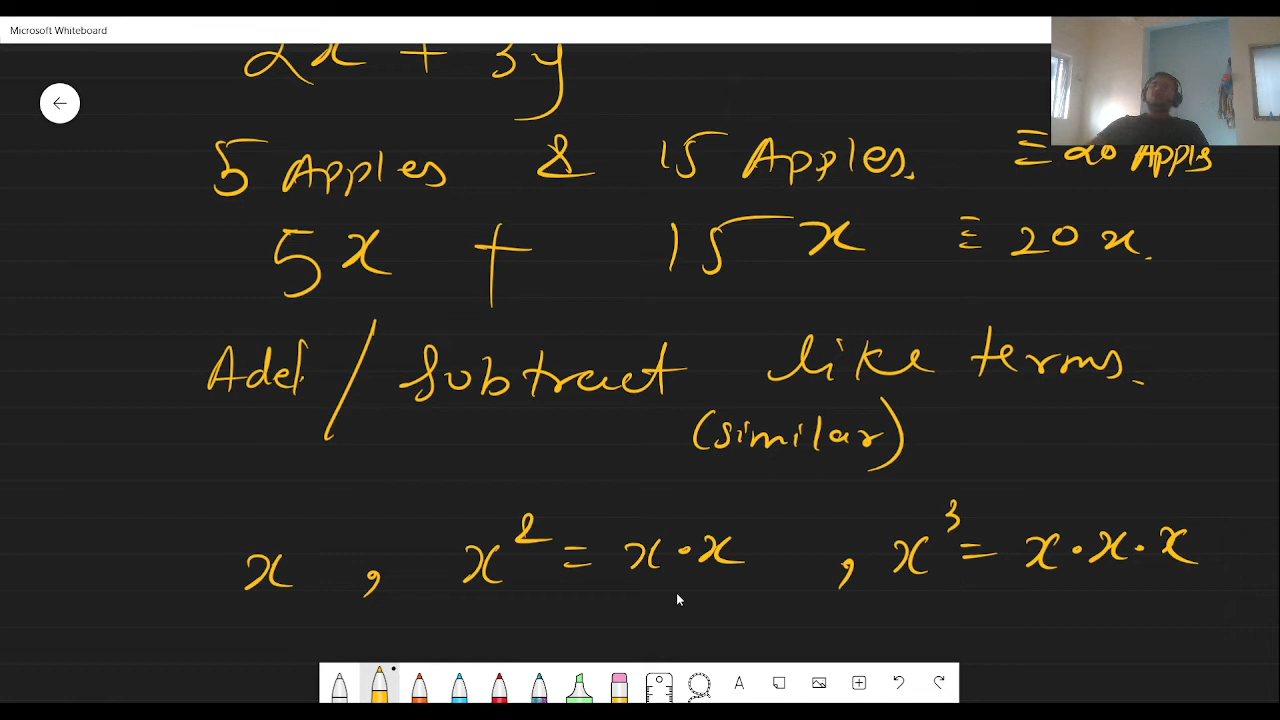 Microsoft Whiteboard
2x + 3y
5 Apples & 15 Apples. ≡ 20 Apples
5x + 15x ≡ 20x.
Add / Subtract like terms.
(similar)
x , x² = x·x , x³ = x·x·x
A